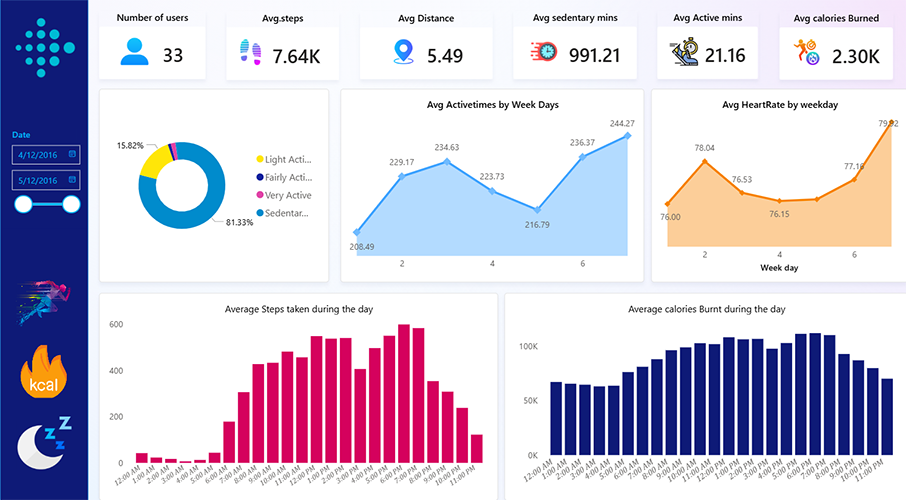 Number of users
33
Avg.steps
7.64K
Avg Distance
5.49
Avg sedentary mins
991.21
Avg Active mins
21.16
Avg calories Burned
2.30K
Date
4/12/2016
5/12/2016
kcal
Z
Z
Z
15.82%
81.33%
Light Acti...
Fairly Acti...
Very Active
Sedentar...
Avg Activetimes by Week Days
208.49
229.17
234.63
223.73
216.79
236.37
244.27
2
4
6
Avg HeartRate by weekday
76.00
78.04
76.53
76.15
77.16
79.92
2
4
6
Week day
Average Steps taken during the day
600
400
200
0
12:00 AM
1:00 AM
2:00 AM
3:00 AM
4:00 AM
5:00 AM
6:00 AM
7:00 AM
8:00 AM
9:00 AM
10:00 AM
11:00 AM
12:00 PM
1:00 PM
2:00 PM
3:00 PM
4:00 PM
5:00 PM
6:00 PM
7:00 PM
8:00 PM
9:00 PM
10:00 PM
11:00 PM
Average calories Burnt during the day
100K
50K
0K
12:00 AM
1:00 AM
2:00 AM
3:00 AM
4:00 AM
5:00 AM
6:00 AM
7:00 AM
8:00 AM
9:00 AM
10:00 AM
11:00 AM
12:00 PM
1:00 PM
2:00 PM
3:00 PM
4:00 PM
5:00 PM
6:00 PM
7:00 PM
8:00 PM
9:00 PM
10:00 PM
11:00 PM